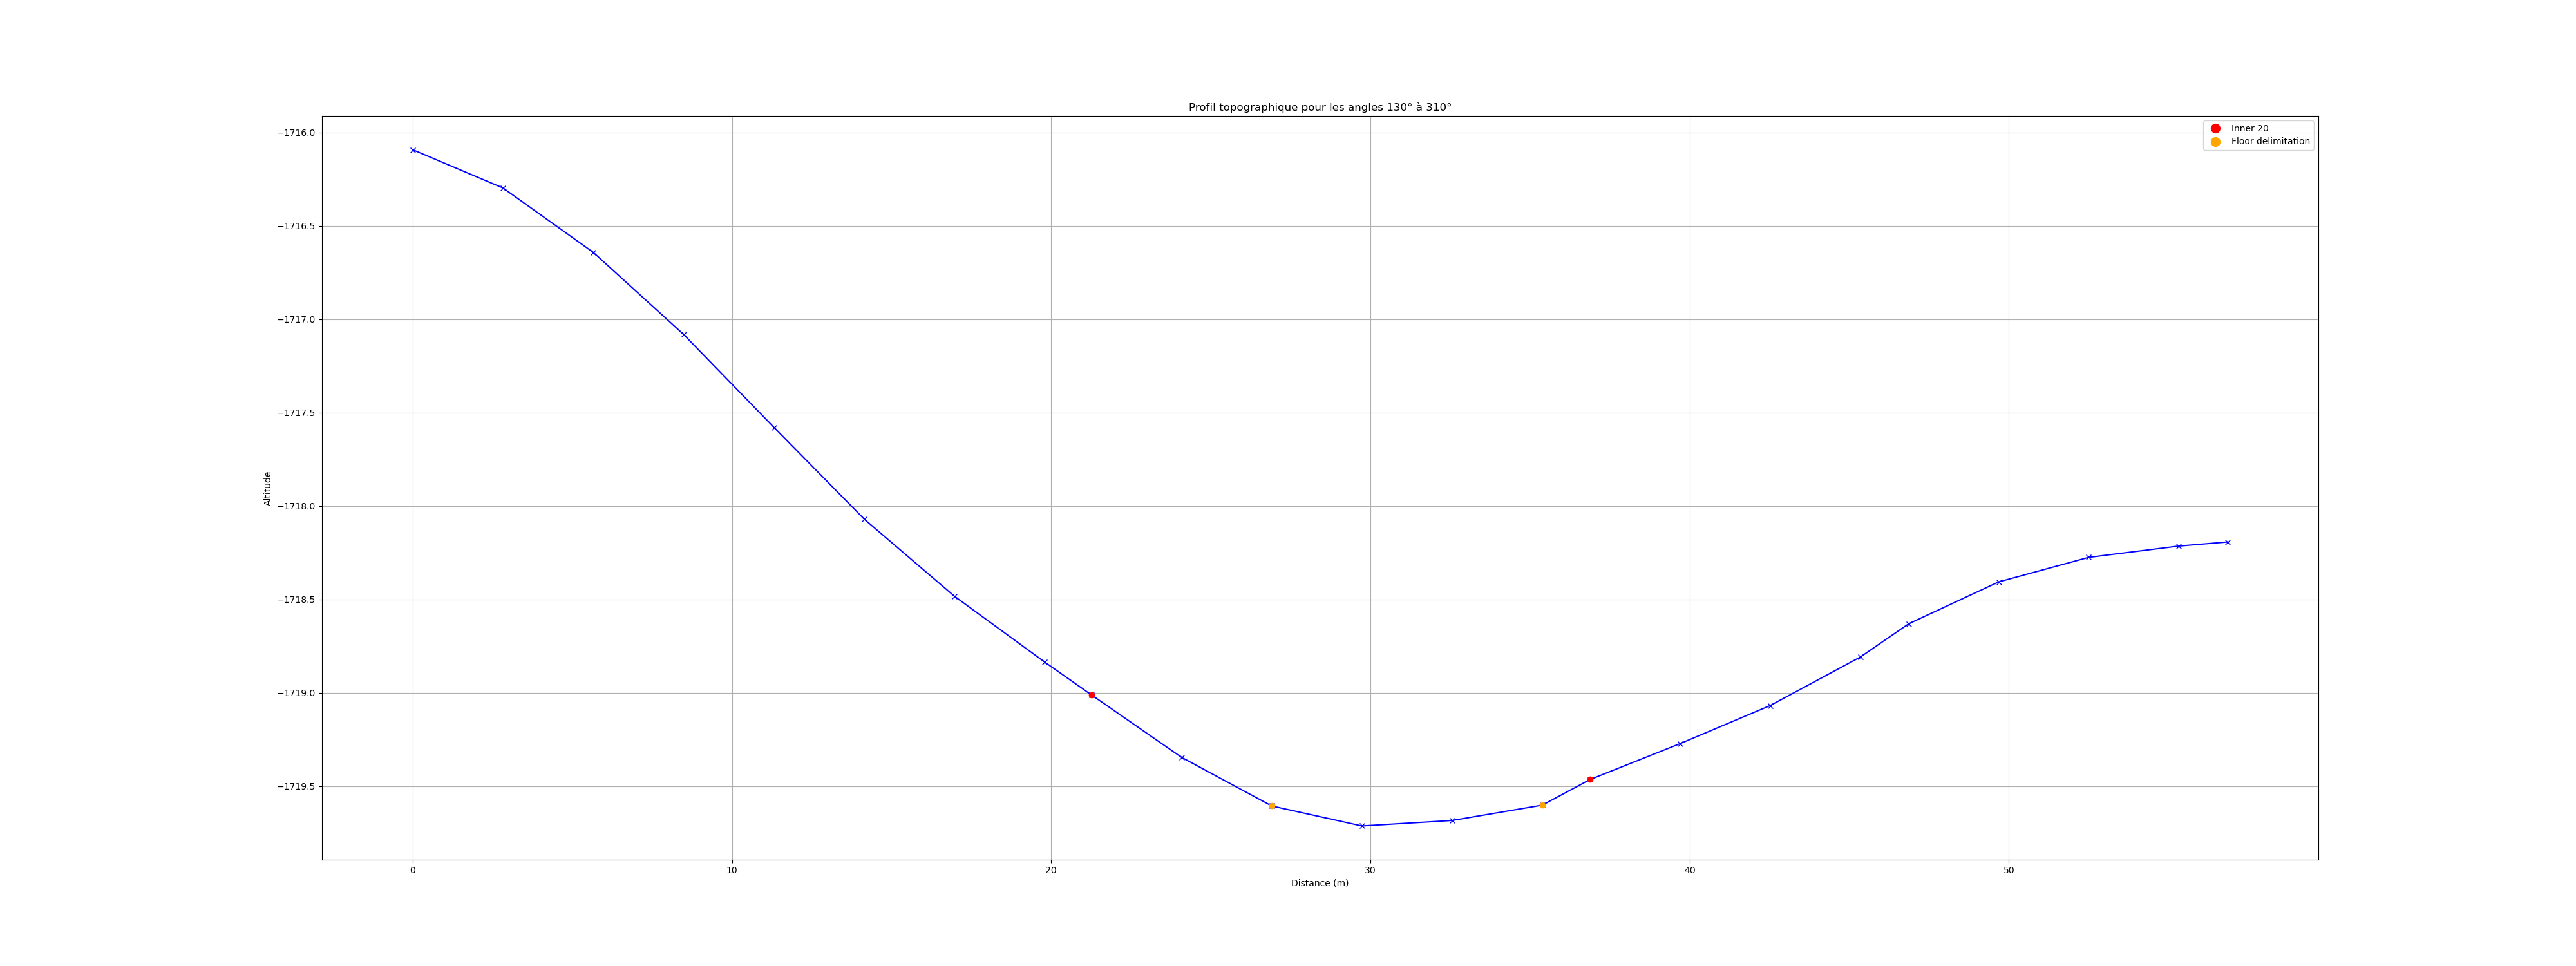 Profil topographique pour les angles 130° à 310°
Inner 20
Floor delimitation
−1716.0
−1716.5
−1717.0
−1717.5
−1718.0
−1718.5
−1719.0
−1719.5
Altitude
0 10 20 30 40 50
Distance (m)